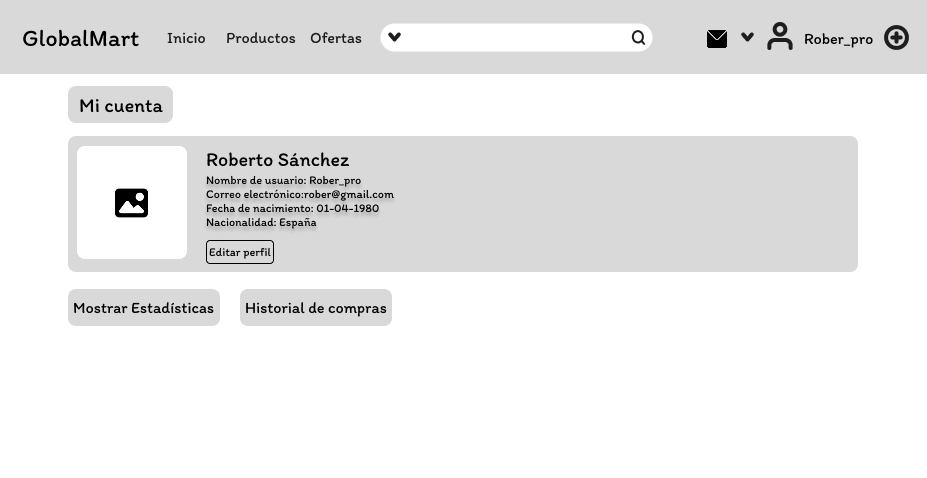 GlobalMart Inicio Productos Ofertas Rober_pro
Mi cuenta
Roberto Sánchez
Nombre de usuario: Rober_pro
Correo electrónico:rober@gmail.com
Fecha de nacimiento: 01-04-1980
Nacionalidad: España
Editar perfil
Mostrar Estadísticas Historial de compras